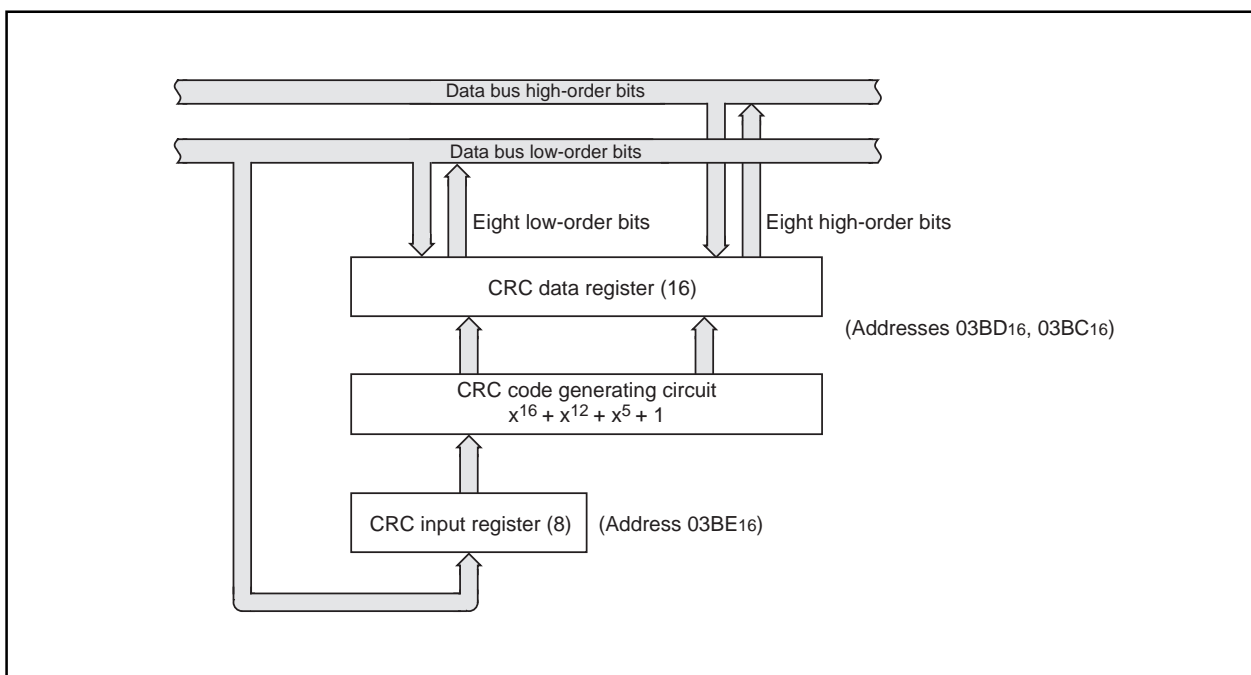 Data bus high-order bits
Data bus low-order bits
Eight low-order bits
Eight high-order bits
CRC data register (16)
(Addresses 03BD16, 03BC16)
CRC code generating circuit
x16 + x12 + x5 + 1
CRC input register (8)
(Address 03BE16)